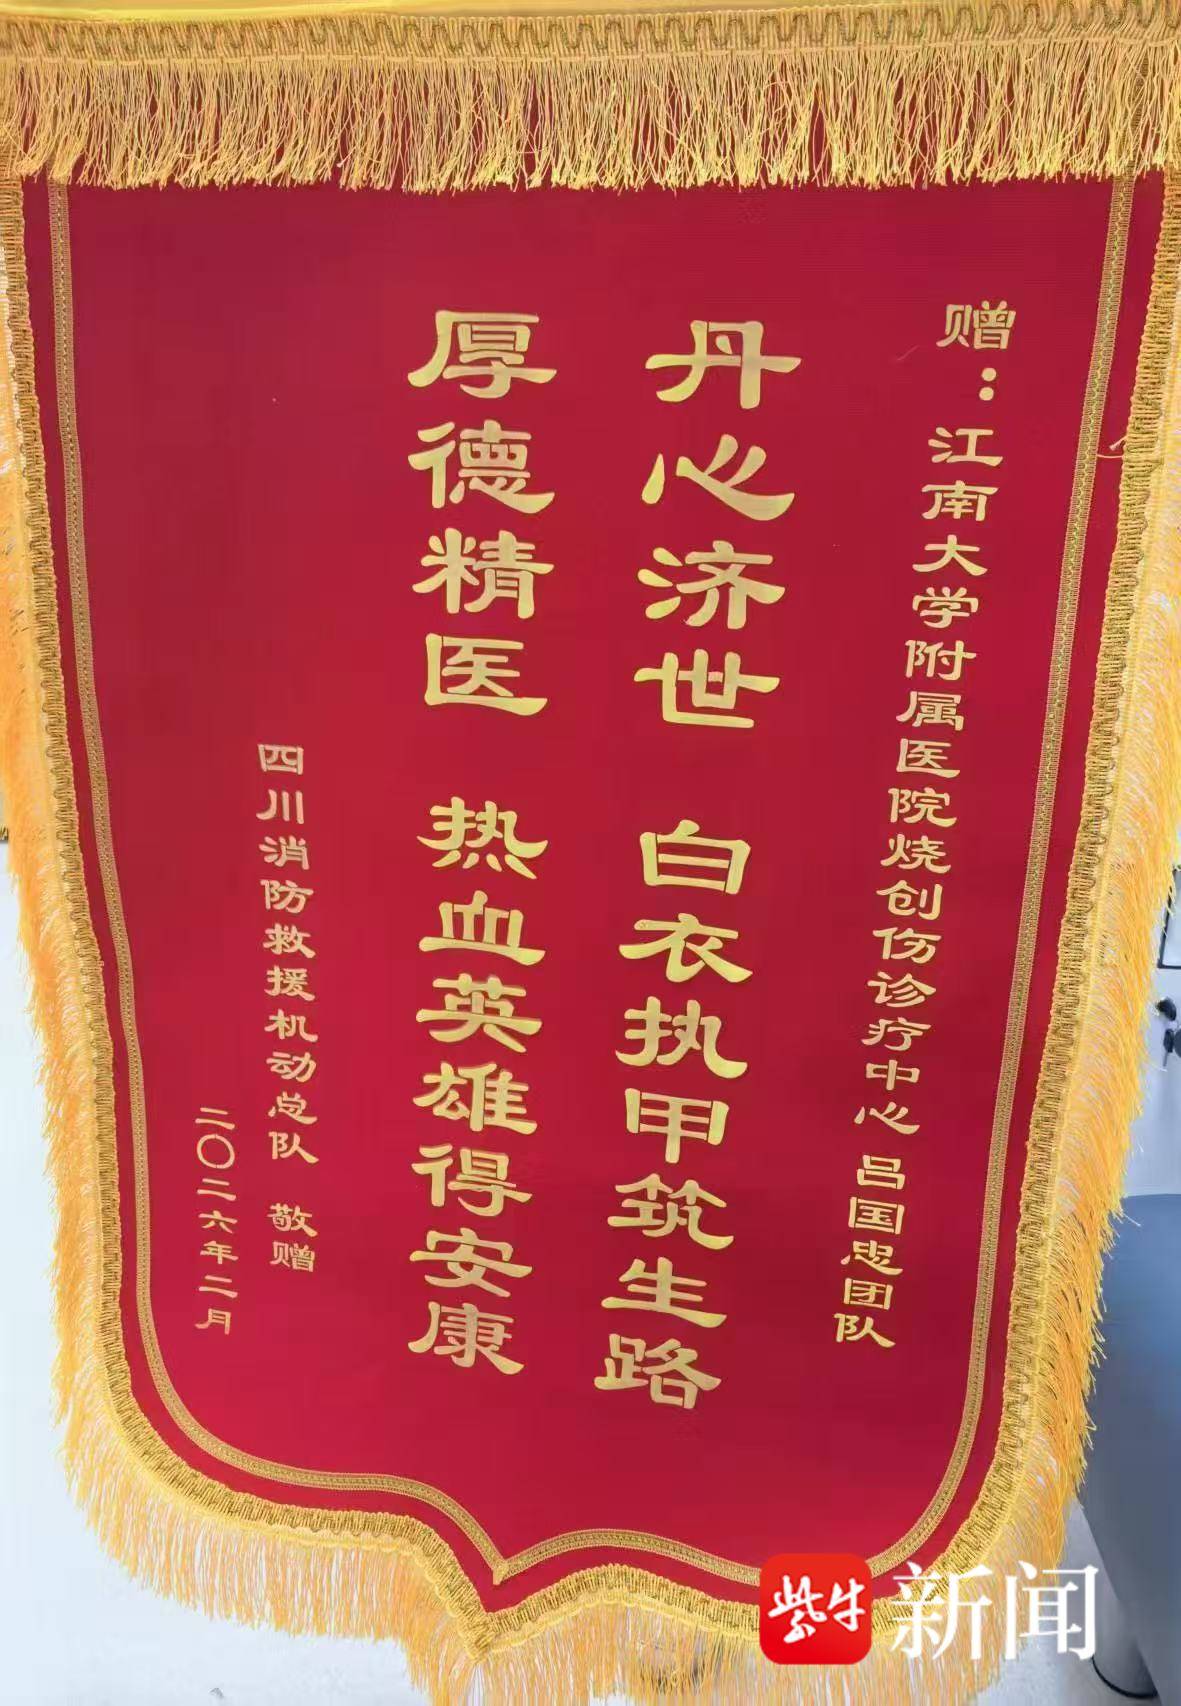 赠：江南大学附属医院烧创伤诊疗中心 吕国忠团队
丹心济世 白衣执甲筑生路
厚德精医 热血英雄得安康
四川消防救援机动总队 敬赠
二〇二六年二月
紫牛新闻